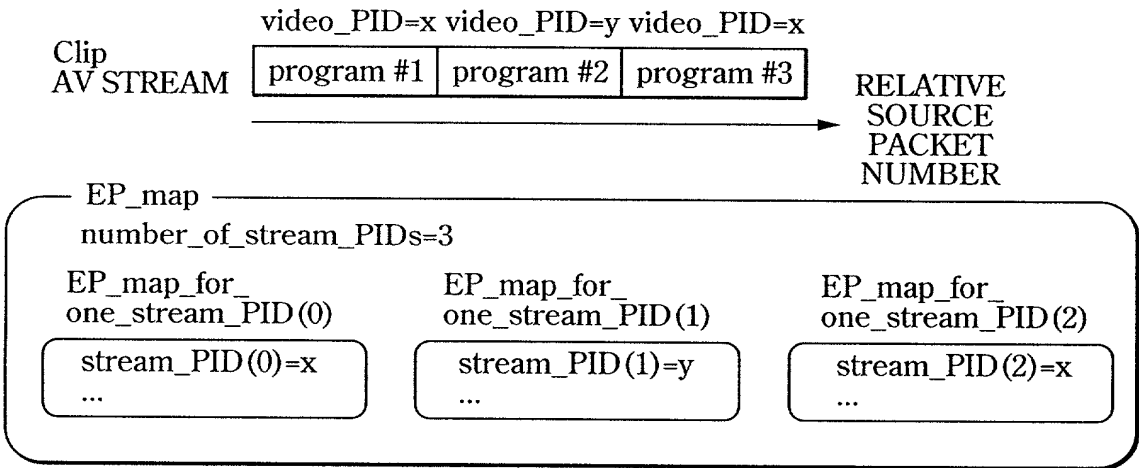 video_PID=x video_PID=y video_PID=x
Clip
AV STREAM
program #1 program #2 program #3
RELATIVE
SOURCE
PACKET
NUMBER
EP_map
number_of_stream_PIDs=3
EP_map_for_
one_stream_PID(0)
stream_PID(0)=x
...
EP_map_for_
one_stream_PID(1)
stream_PID(1)=y
...
EP_map_for_
one_stream_PID(2)
stream_PID(2)=x
...